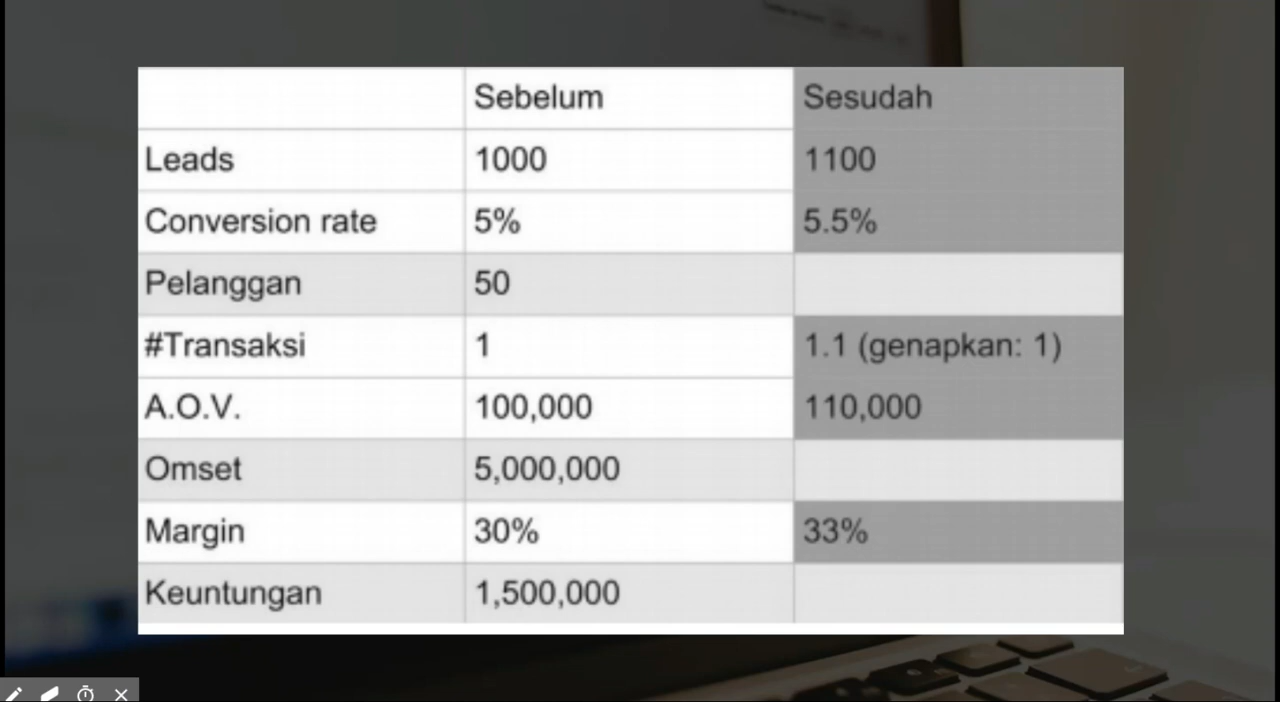 Sebelum Sesudah
Leads 1000 1100
Conversion rate 5% 5.5%
Pelanggan 50
#Transaksi 1 1.1 (genapkan: 1)
A.O.V. 100,000 110,000
Omset 5,000,000
Margin 30% 33%
Keuntungan 1,500,000